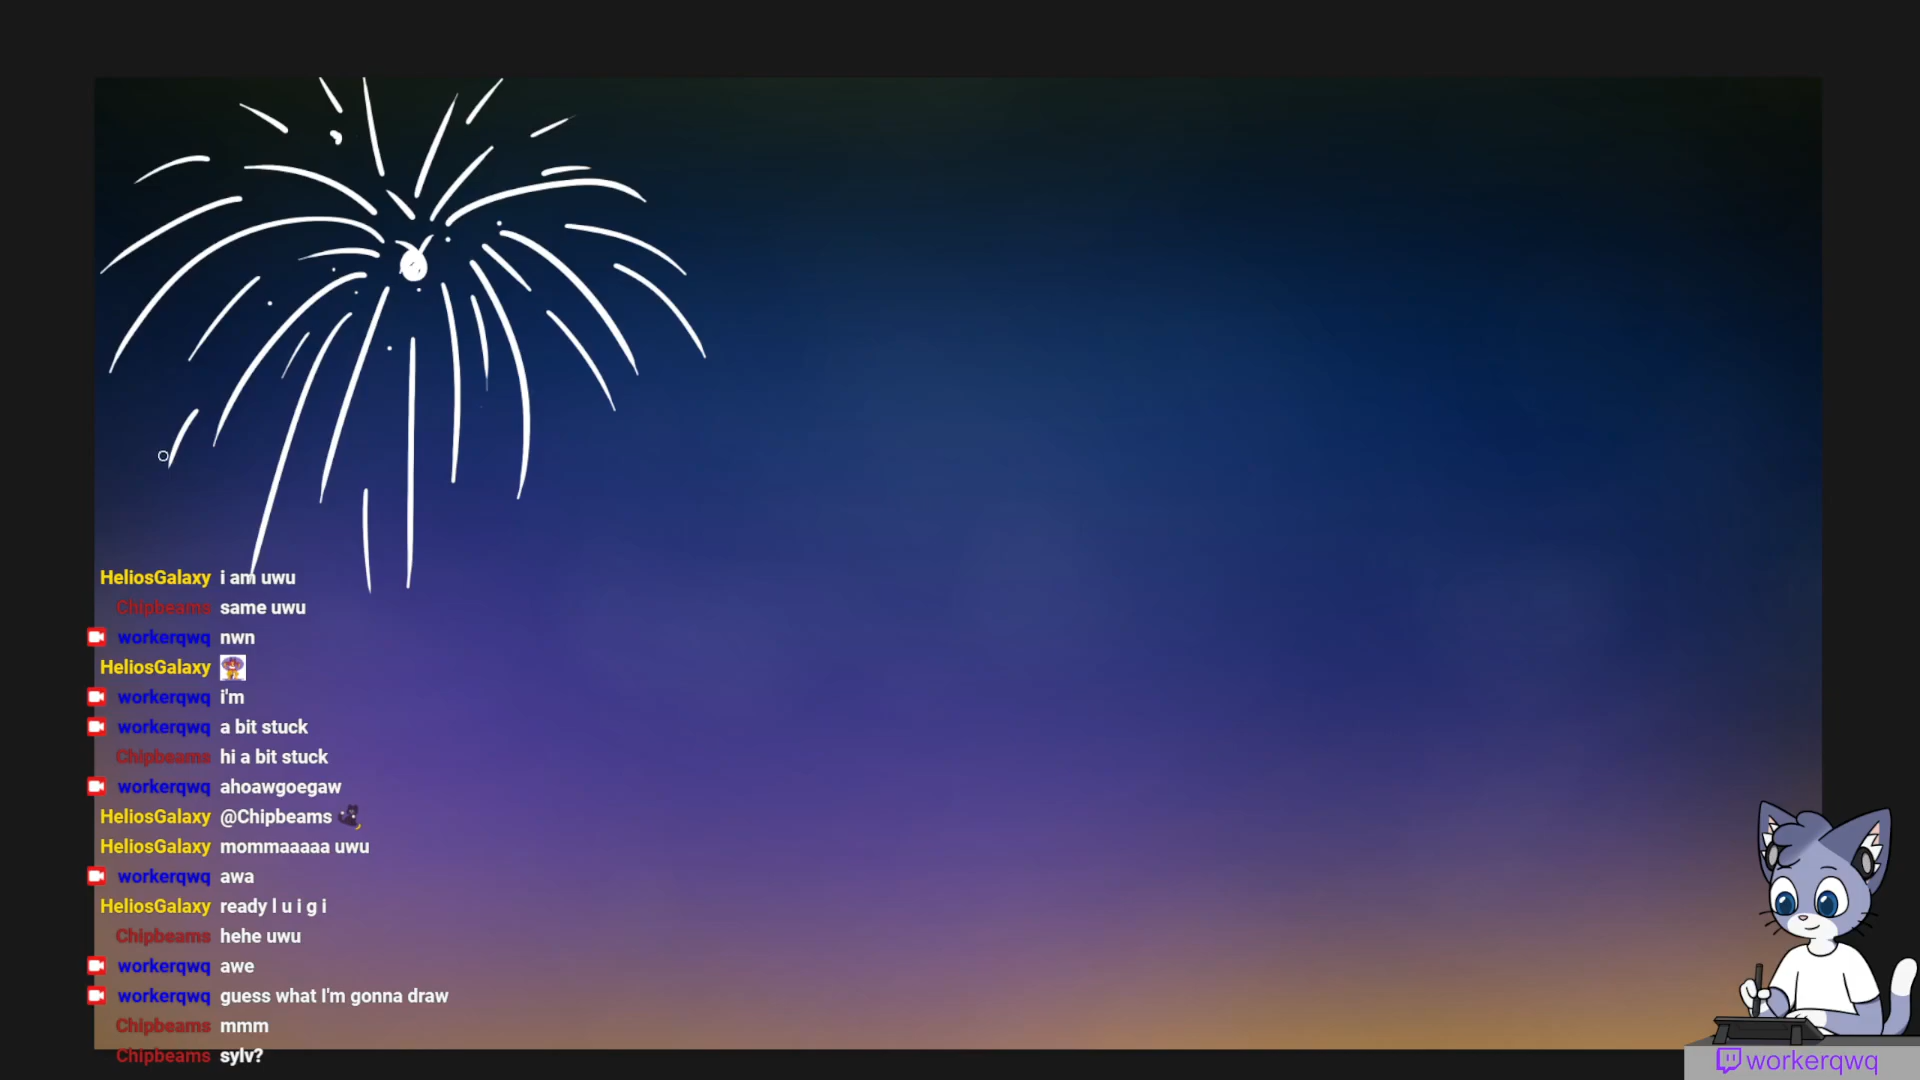 HeliosGalaxy i am uwu
Chipbeams same uwu
workerqwq nwn
HeliosGalaxy
workerqwq i'm
workerqwq a bit stuck
Chipbeams hi a bit stuck
workerqwq ahoawgoegaw
HeliosGalaxy @Chipbeams
HeliosGalaxy mommaaaaa uwu
workerqwq awa
HeliosGalaxy ready l u i g i
Chipbeams hehe uwu
workerqwq awe
workerqwq guess what I'm gonna draw
Chipbeams mmm
Chipbeams sylv?
workerqwq